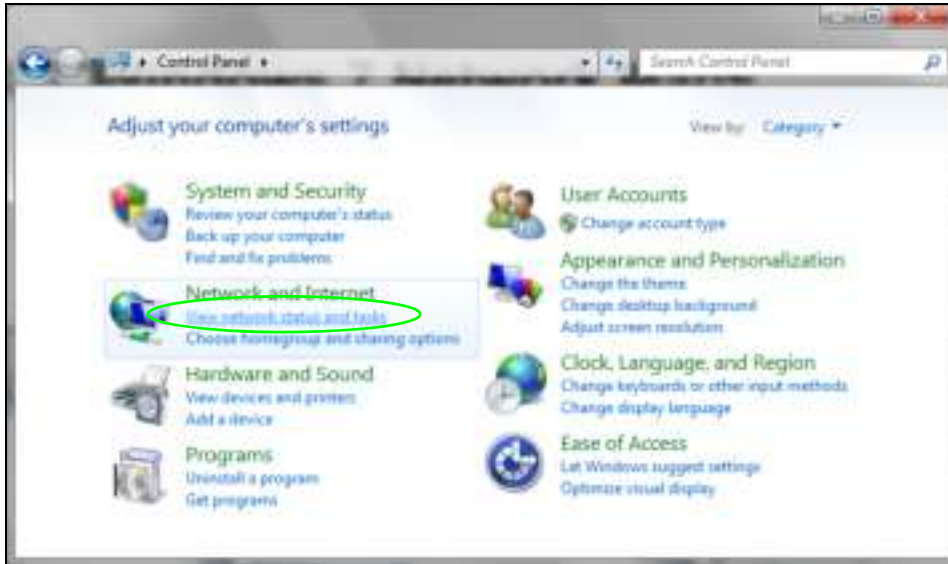 Control Panel
Search Control Panel
Adjust your computer's settings
View by: Category
System and Security
Review your computer's status
Back up your computer
Find and fix problems
Network and Internet
View network status and tasks
Choose homegroup and sharing options
Hardware and Sound
View devices and printers
Add a device
Programs
Uninstall a program
Get programs
User Accounts
Change account type
Appearance and Personalization
Change the theme
Change desktop background
Adjust screen resolution
Clock, Language, and Region
Change keyboards or other input methods
Change display language
Ease of Access
Let Windows suggest settings
Optimize visual display